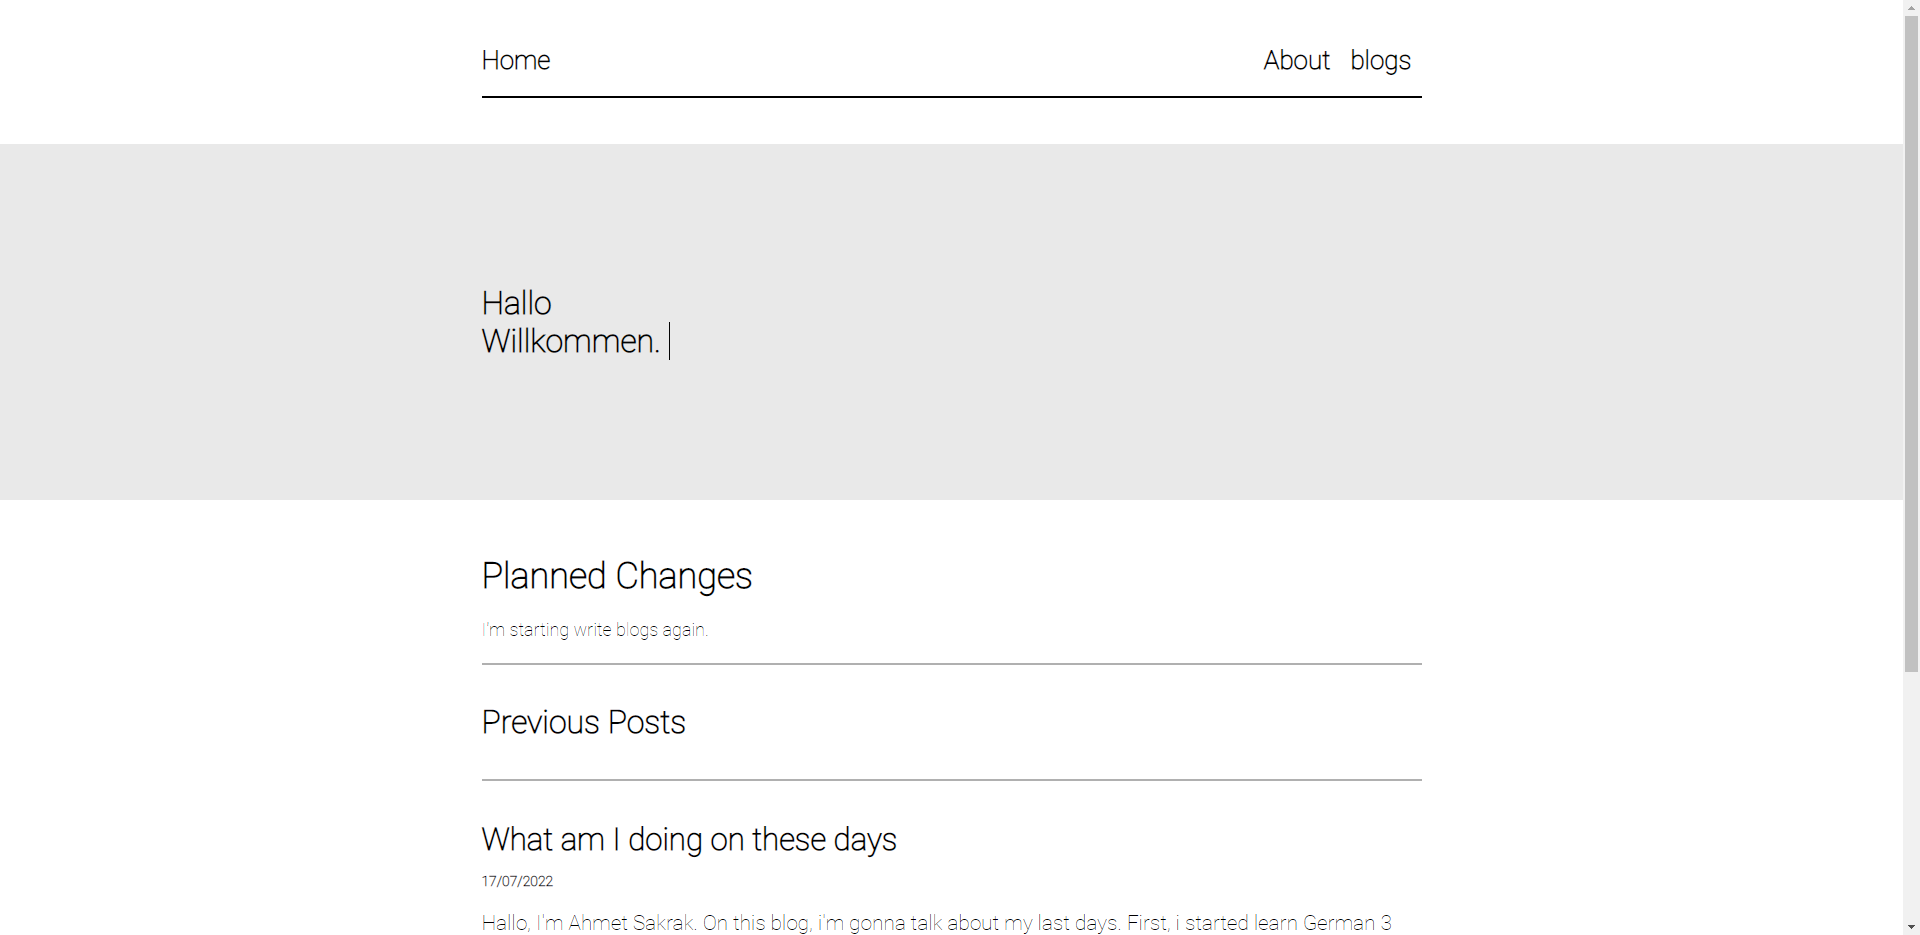 Home
About blogs
Hallo
Willkommen.
Planned Changes
I'm starting write blogs again.
Previous Posts
What am I doing on these days
17/07/2022
Hallo, I'm Ahmet Sakrak. On this blog, i'm gonna talk about my last days. First, i started learn German 3